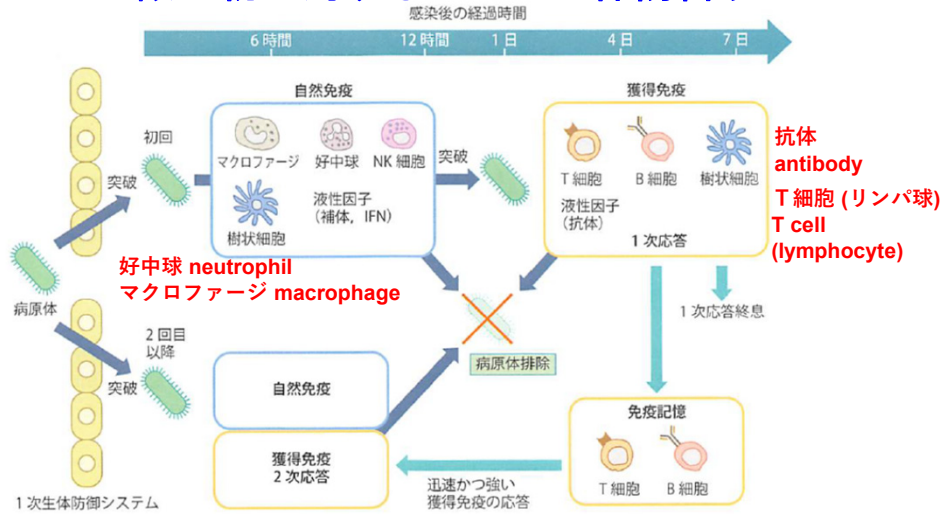 感染後の経過時間
6時間
12時間
1日
4日
7日
自然免疫
マクロファージ
好中球
NK細胞
樹状細胞
液性因子
(補体, IFN)
獲得免疫
T細胞
B細胞
樹状細胞
液性因子
(抗体)
1次応答
抗体
antibody
T細胞 (リンパ球)
T cell
(lymphocyte)
初回
突破
突破
病原体
好中球 neutrophil
マクロファージ macrophage
1次応答終息
病原体排除
2回目
以降
突破
自然免疫
獲得免疫
2次応答
迅速かつ強い
獲得免疫の応答
免疫記憶
T細胞
B細胞
1次生体防御システム